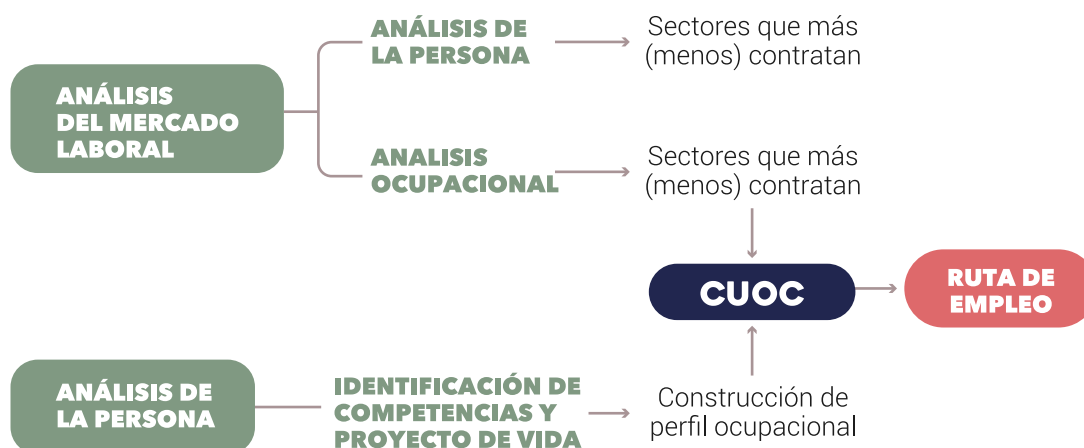 ANÁLISIS DE
LA PERSONA
Sectores que más
(menos) contratan
ANÁLISIS
DEL MERCADO
LABORAL
ANALISIS
OCUPACIONAL
Sectores que más
(menos) contratan
CUOC
RUTA DE
EMPLEO
ANÁLISIS DE
LA PERSONA
IDENTIFICACIÓN DE
COMPETENCIAS Y
PROYECTO DE VIDA
Construcción de
perfil ocupacional